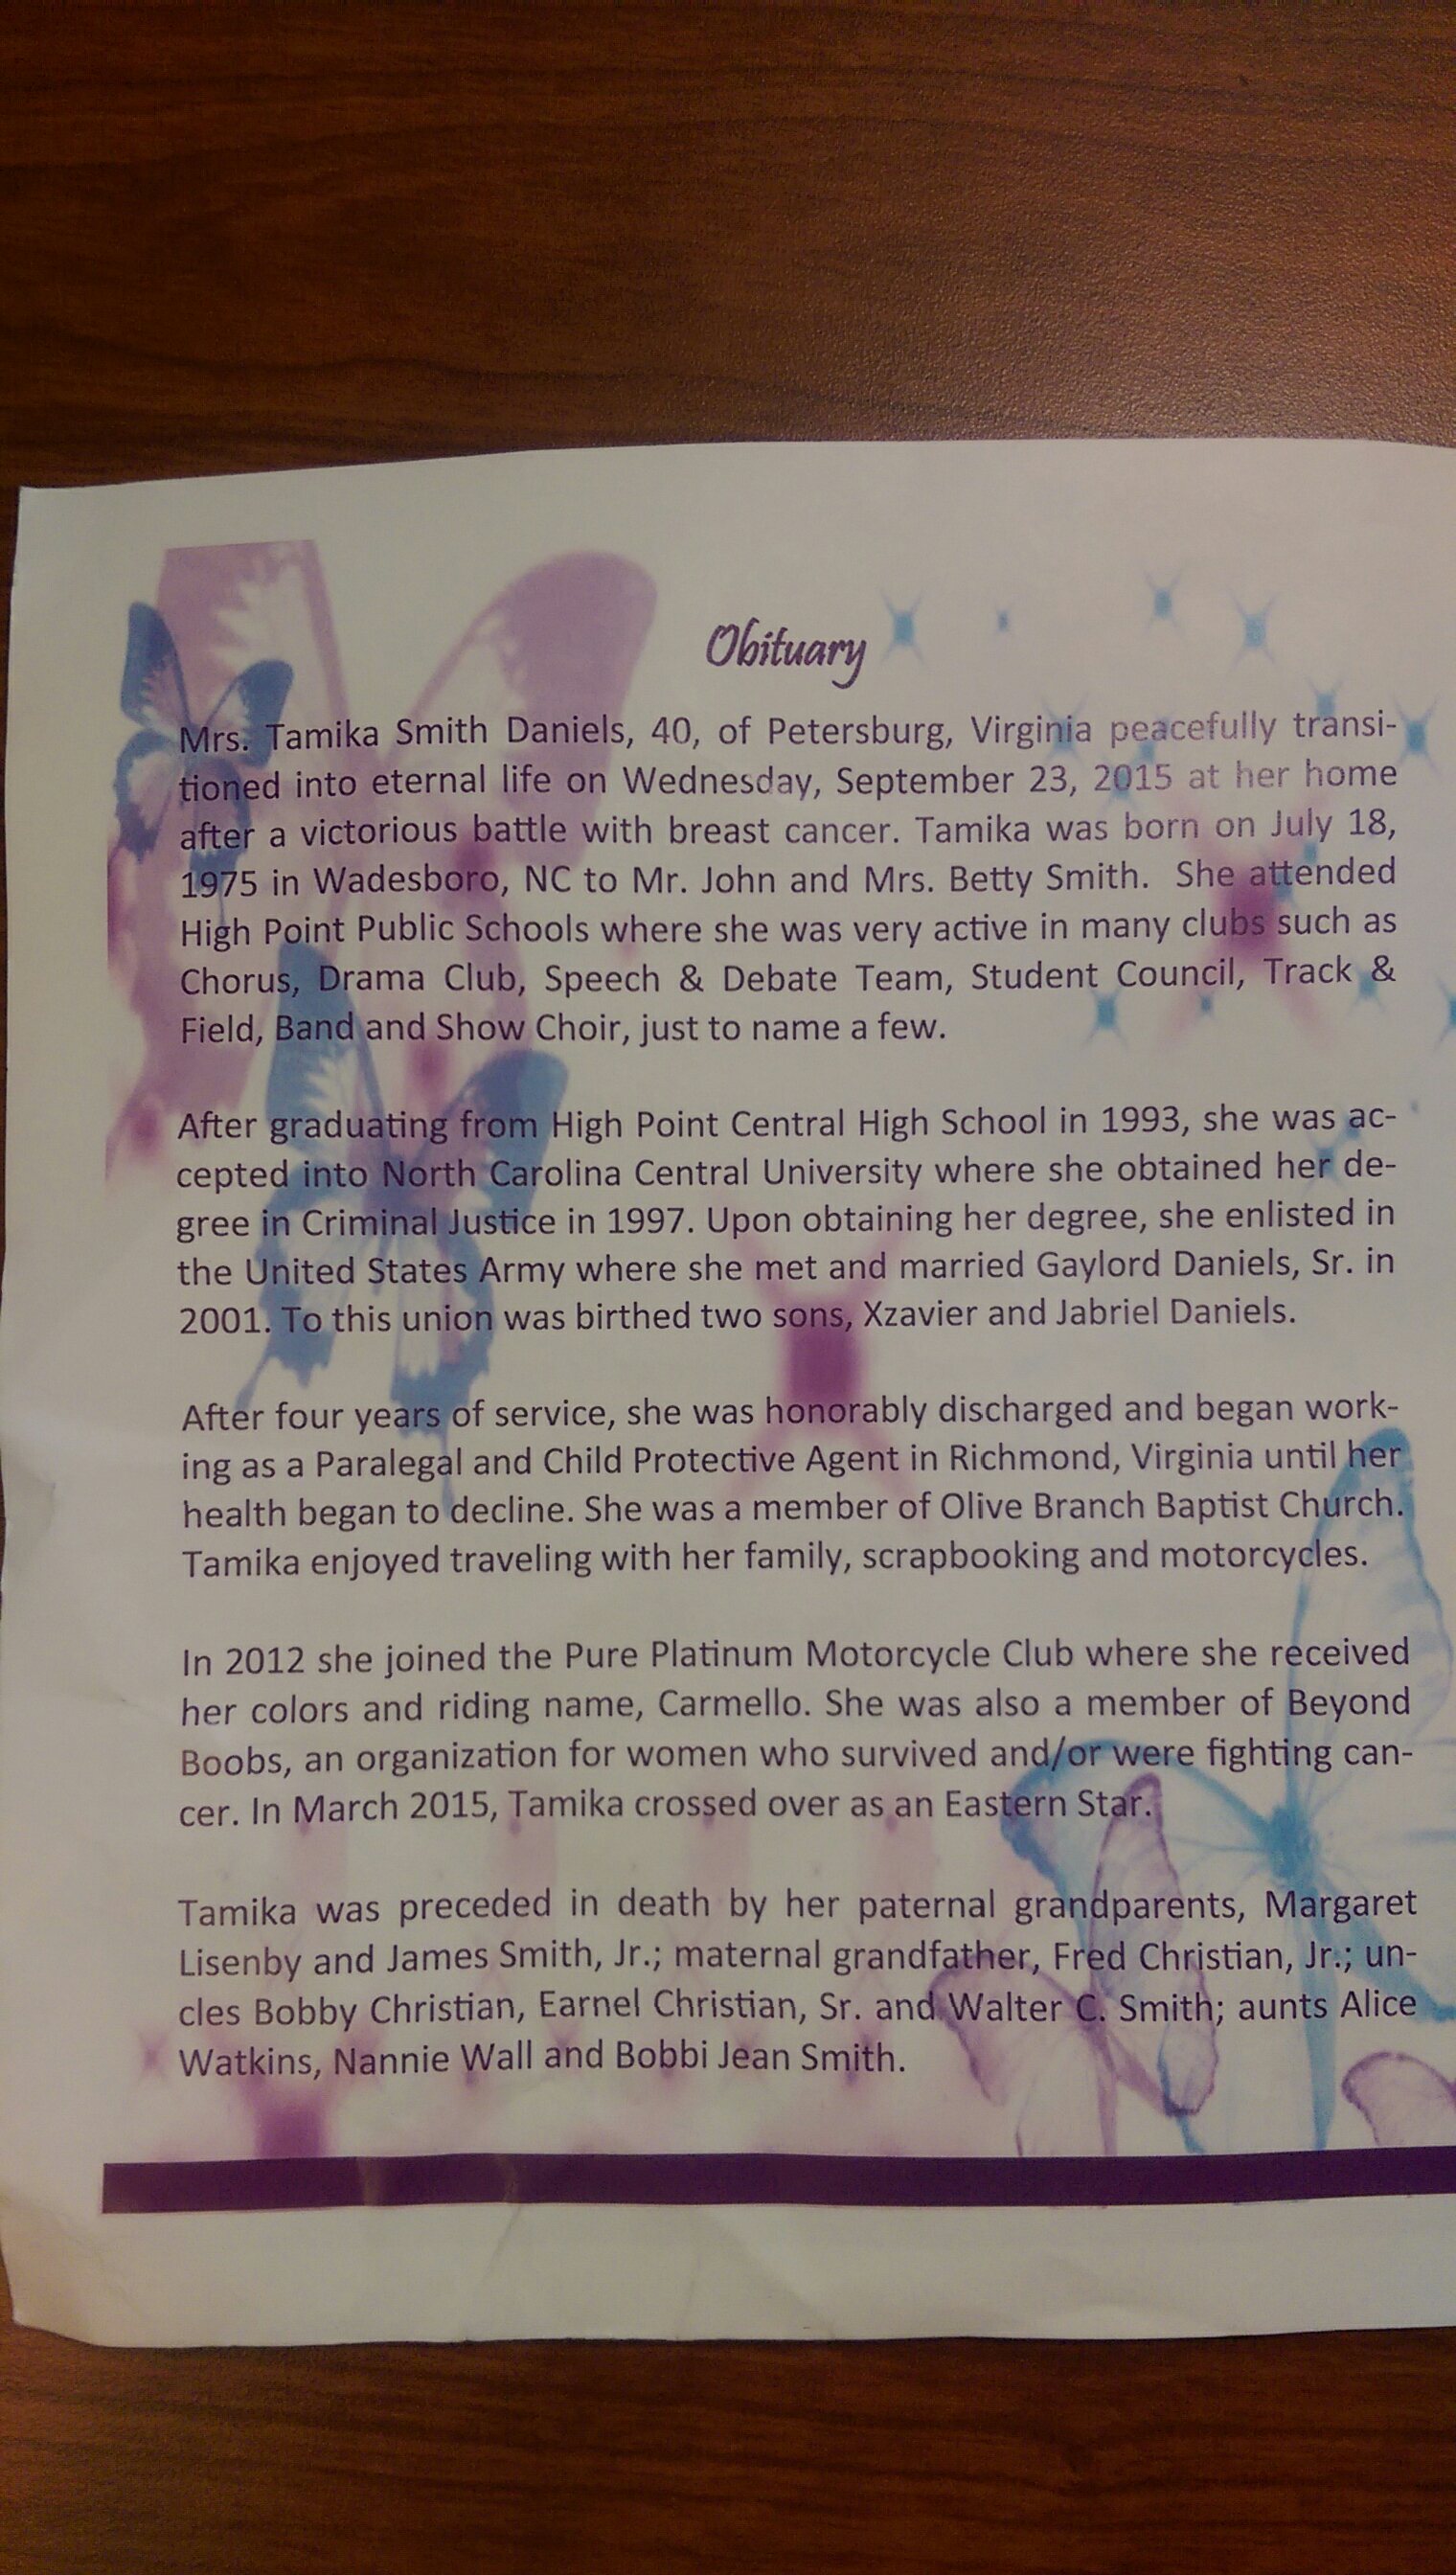 Obituary
Mrs. Tamika Smith Daniels, 40, of Petersburg, Virginia peacefully transi-
tioned into eternal life on Wednesday, September 23, 2015 at her home
after a victorious battle with breast cancer. Tamika was born on July 18,
1975 in Wadesboro, NC to Mr. John and Mrs. Betty Smith.  She attended
High Point Public Schools where she was very active in many clubs such as
Chorus, Drama Club, Speech & Debate Team, Student Council, Track &
Field, Band and Show Choir, just to name a few.
After graduating from High Point Central High School in 1993, she was ac-
cepted into North Carolina Central University where she obtained her de-
gree in Criminal Justice in 1997. Upon obtaining her degree, she enlisted in
the United States Army where she met and married Gaylord Daniels, Sr. in
2001. To this union was birthed two sons, Xzavier and Jabriel Daniels.
After four years of service, she was honorably discharged and began work-
ing as a Paralegal and Child Protective Agent in Richmond, Virginia until her
health began to decline. She was a member of Olive Branch Baptist Church.
Tamika enjoyed traveling with her family, scrapbooking and motorcycles.
In 2012 she joined the Pure Platinum Motorcycle Club where she received
her colors and riding name, Carmello. She was also a member of Beyond
Boobs, an organization for women who survived and/or were fighting can-
cer. In March 2015, Tamika crossed over as an Eastern Star.
Tamika was preceded in death by her paternal grandparents, Margaret
Lisenby and James Smith, Jr.; maternal grandfather, Fred Christian, Jr.; un-
cles Bobby Christian, Earnel Christian, Sr. and Walter C. Smith; aunts Alice
Watkins, Nannie Wall and Bobbi Jean Smith.